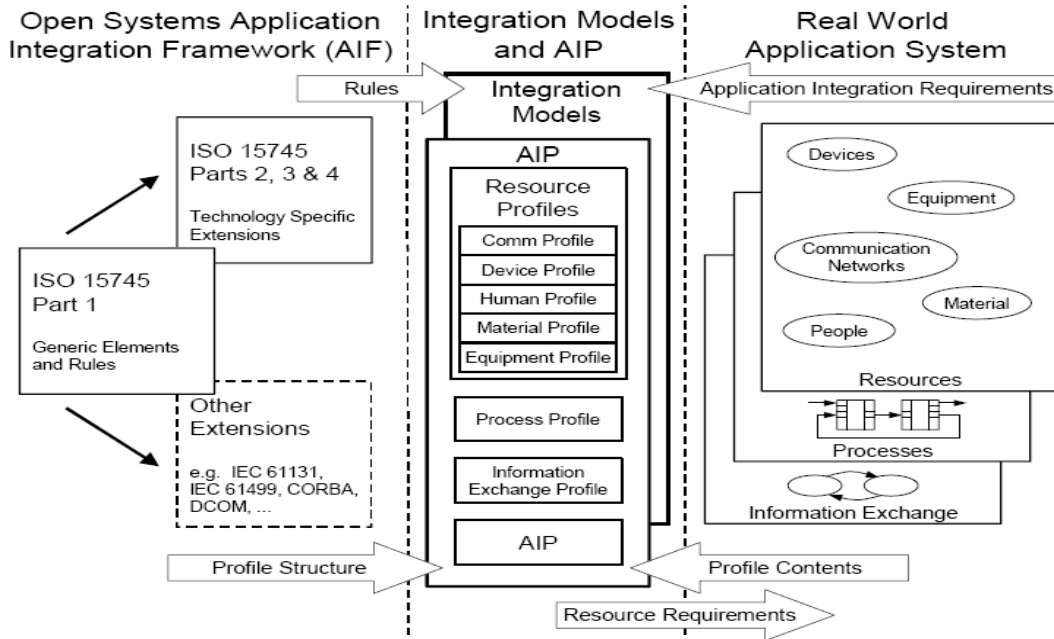 Open Systems Application
Integration Framework (AIF)
Integration Models
and AIP
Real World
Application System
Rules
Integration
Models
Application Integration Requirements
ISO 15745
Parts 2, 3 & 4
Technology Specific
Extensions
ISO 15745
Part 1
Generic Elements
and Rules
Other
Extensions
e.g. IEC 61131,
IEC 61499, CORBA,
DCOM, ...
AIP
Resource
Profiles
Comm Profile
Device Profile
Human Profile
Material Profile
Equipment Profile
Process Profile
Information
Exchange Profile
AIP
Devices
Equipment
Communication
Networks
Material
People
Resources
Processes
Information Exchange
Profile Structure
Profile Contents
Resource Requirements